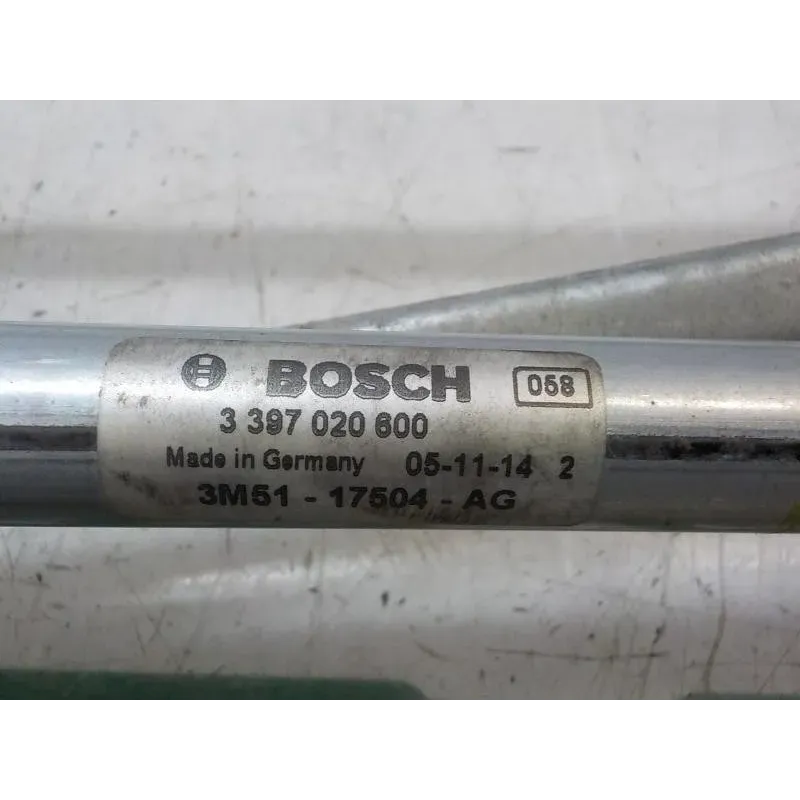 BOSCH 058
3 397 020 600
Made in Germany 05-11-14 2
3M51 - 17504 - AG